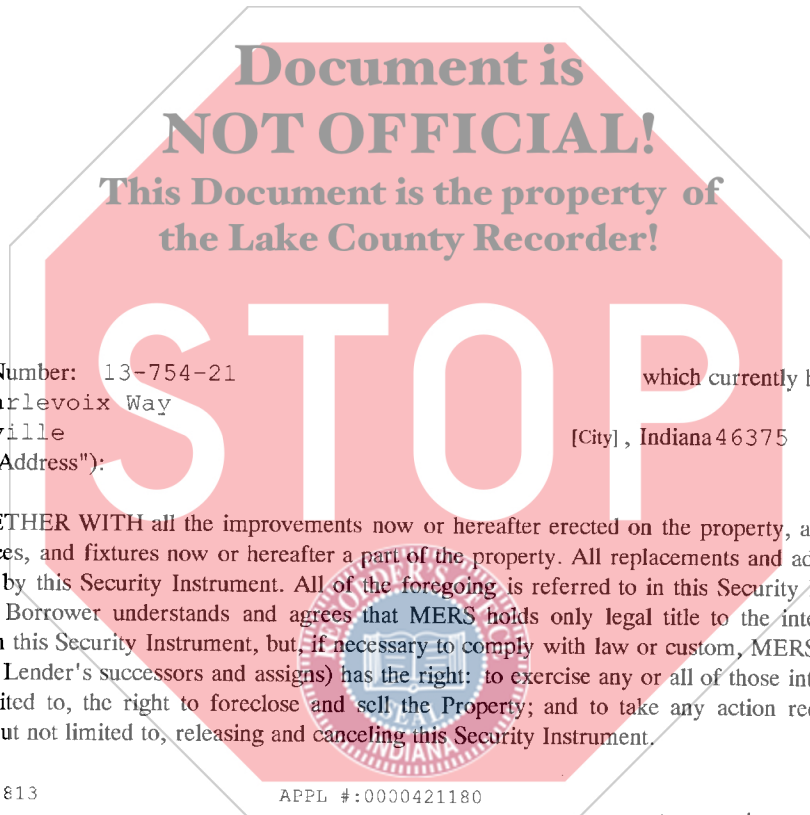 Document is
NOT OFFICIAL!
This Document is the property of
the Lake County Recorder!
STOP
Number: 13-754-21 which currently h
arlevoix Way
ville [City] , Indiana 46375
Address"):
ETHER WITH all the improvements now or hereafter erected on the property, a
ces, and fixtures now or hereafter a part of the property. All replacements and ad
by this Security Instrument. All of the foregoing is referred to in this Security
Borrower understands and agrees that MERS holds only legal title to the inte
n this Security Instrument, but, if necessary to comply with law or custom, MERS
Lender's successors and assigns) has the right: to exercise any or all of those int
ited to, the right to foreclose and sell the Property; and to take any action rec
ut not limited to, releasing and canceling this Security Instrument.
RECORDER'S OFFICE
SEAL
INDIANA
813 APPL #:0000421180